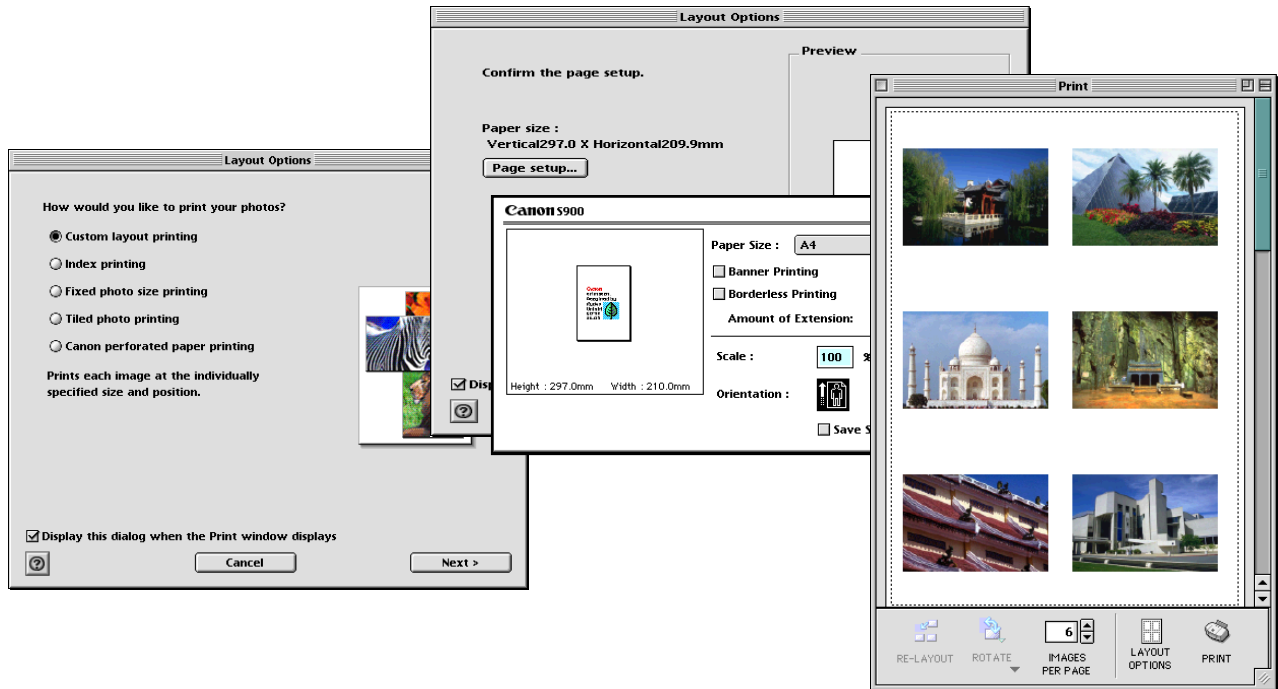 Layout Options
How would you like to print your photos?
Custom layout printing
Index printing
Fixed photo size printing
Tiled photo printing
Canon perforated paper printing
Prints each image at the individually
specified size and position.
Display this dialog when the Print window displays
Cancel
Next >
Layout Options
Confirm the page setup.
Preview
Paper size :
Vertical297.0 X Horizontal209.9mm
Page setup...
Canon S900
Canon
Height : 297.0mm Width : 210.0mm
Paper Size : A4
Banner Printing
Borderless Printing
Amount of Extension:
Scale : 100 %
Orientation :
Save S
Disp
Print
RE-LAYOUT
ROTATE
6
IMAGES
PER PAGE
LAYOUT
OPTIONS
PRINT